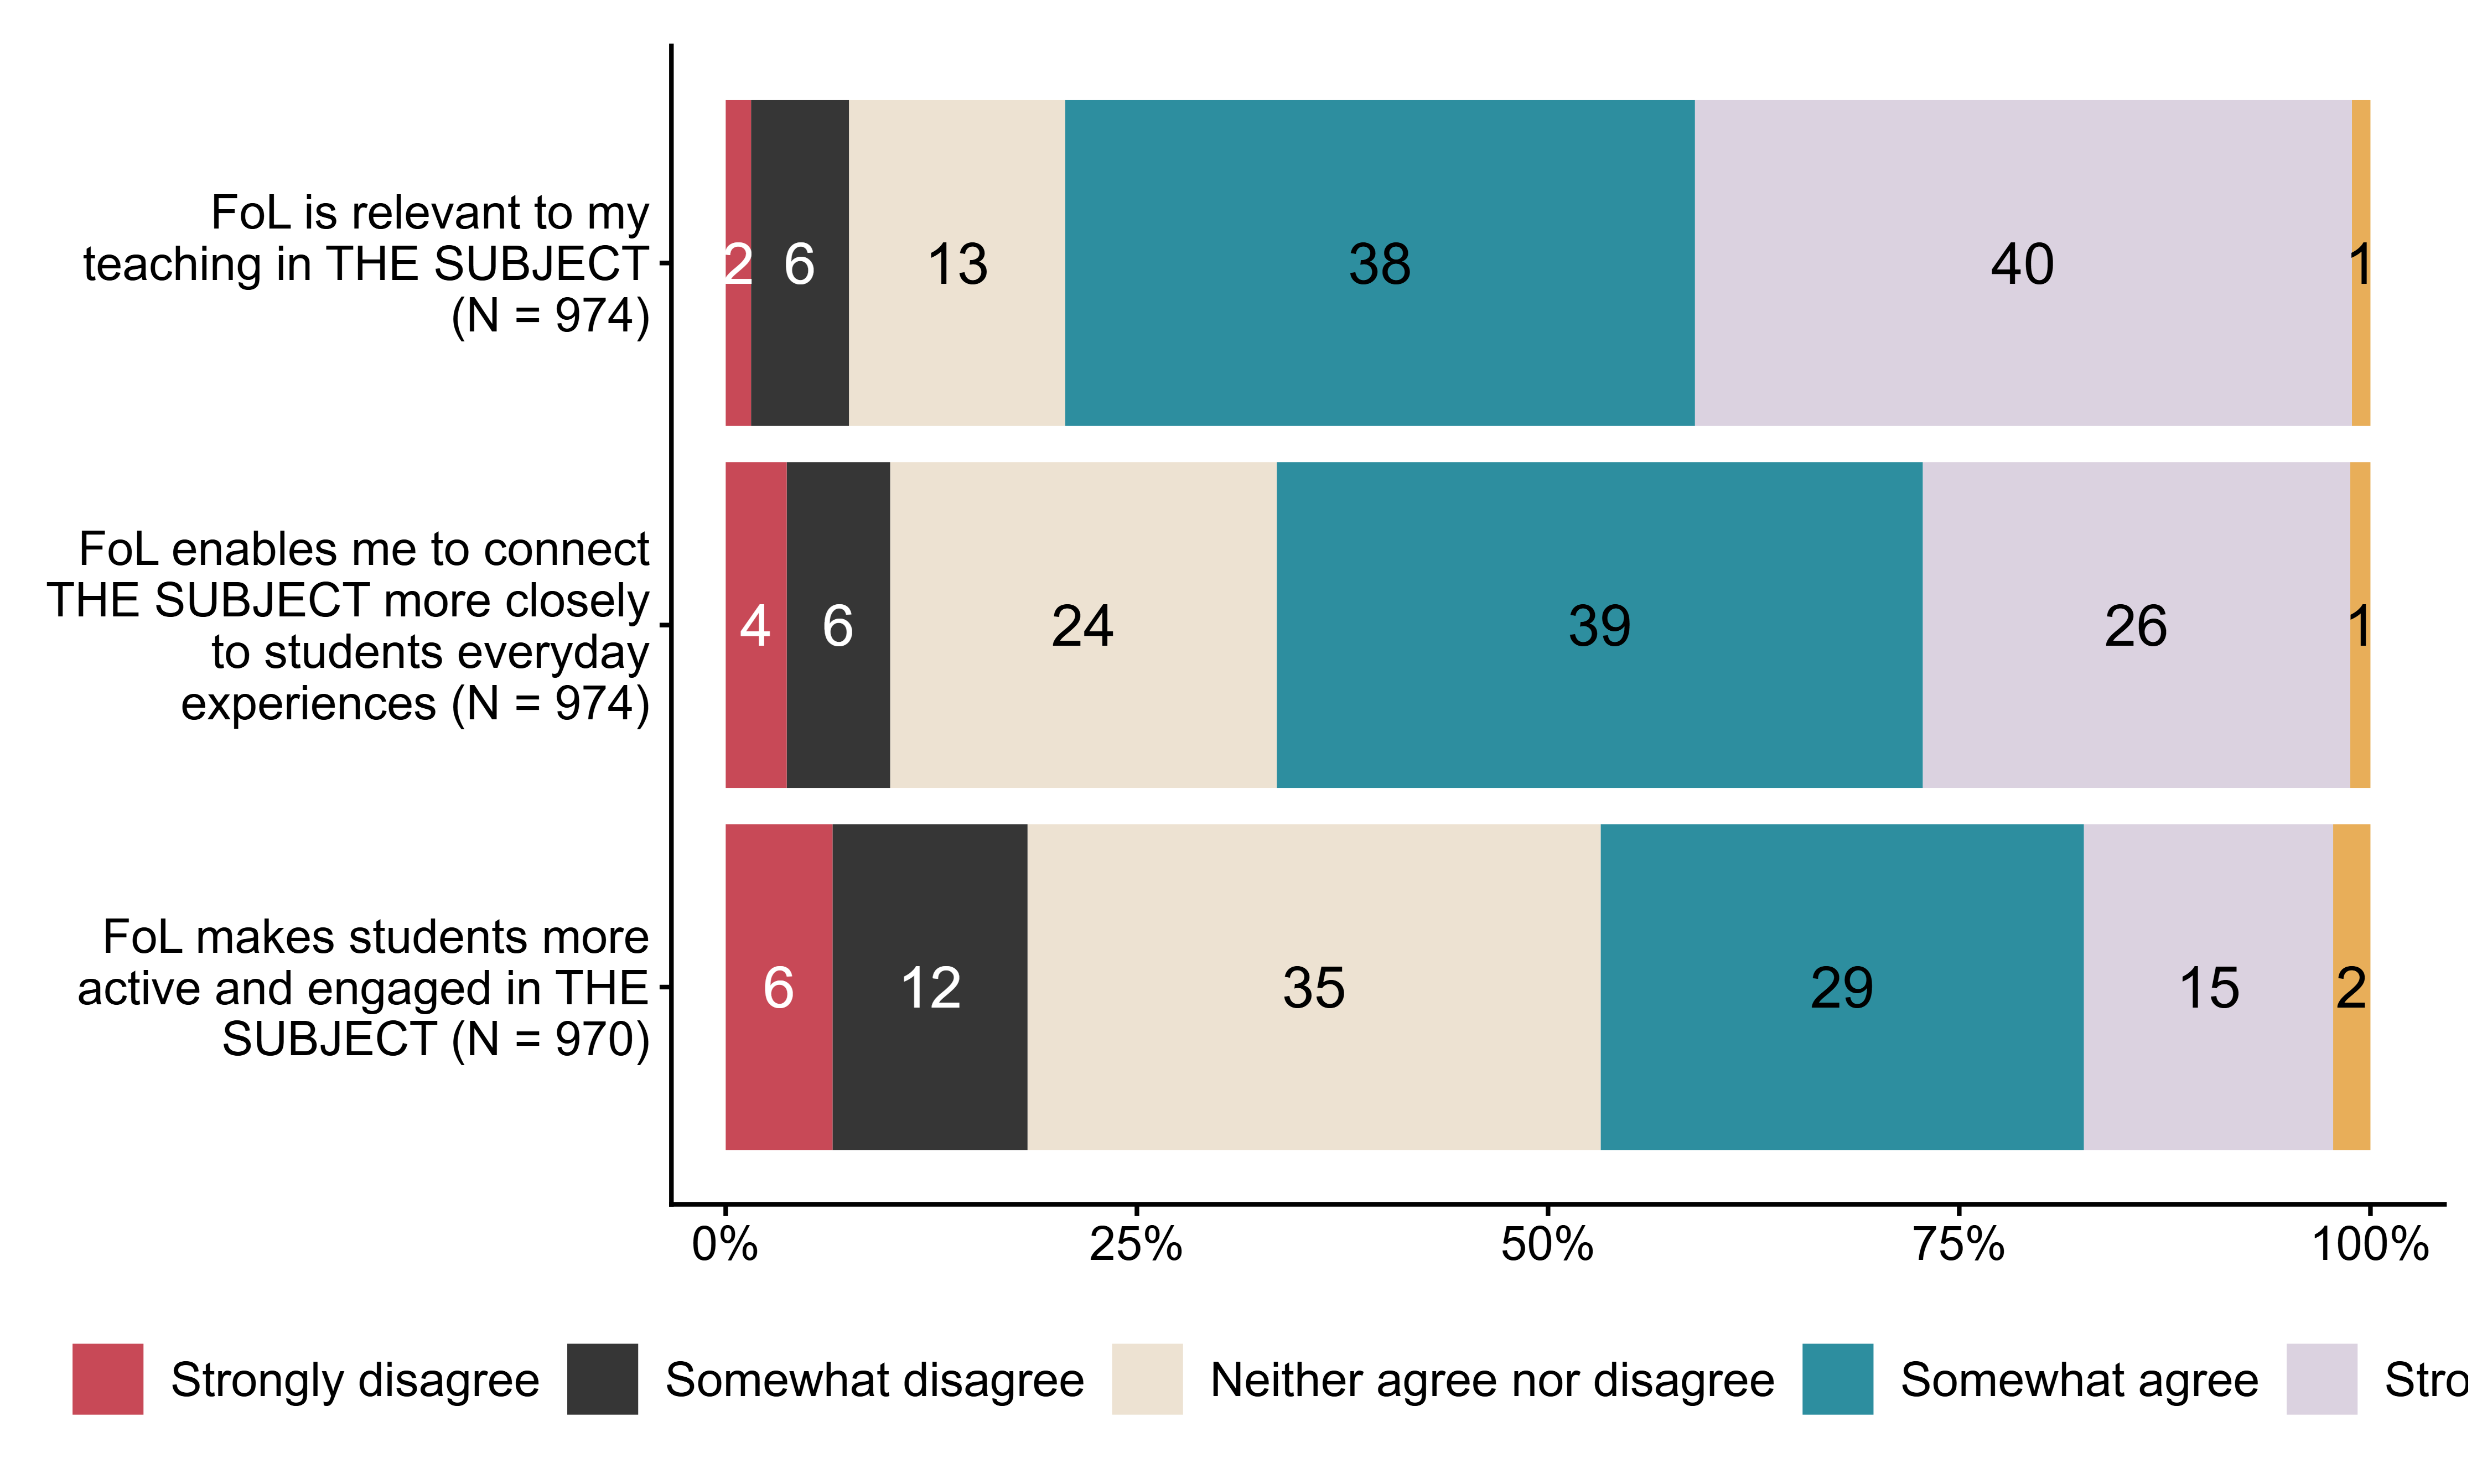 FoL is relevant to my
teaching in THE SUBJECT
(N = 974)
2 6 13 38 40 1
FoL enables me to connect
THE SUBJECT more closely
to students everyday
experiences (N = 974)
4 6 24 39 26 1
FoL makes students more
active and engaged in THE
SUBJECT (N = 970)
6 12 35 29 15 2
0% 25% 50% 75% 100%
Strongly disagree Somewhat disagree Neither agree nor disagree Somewhat agree Stro